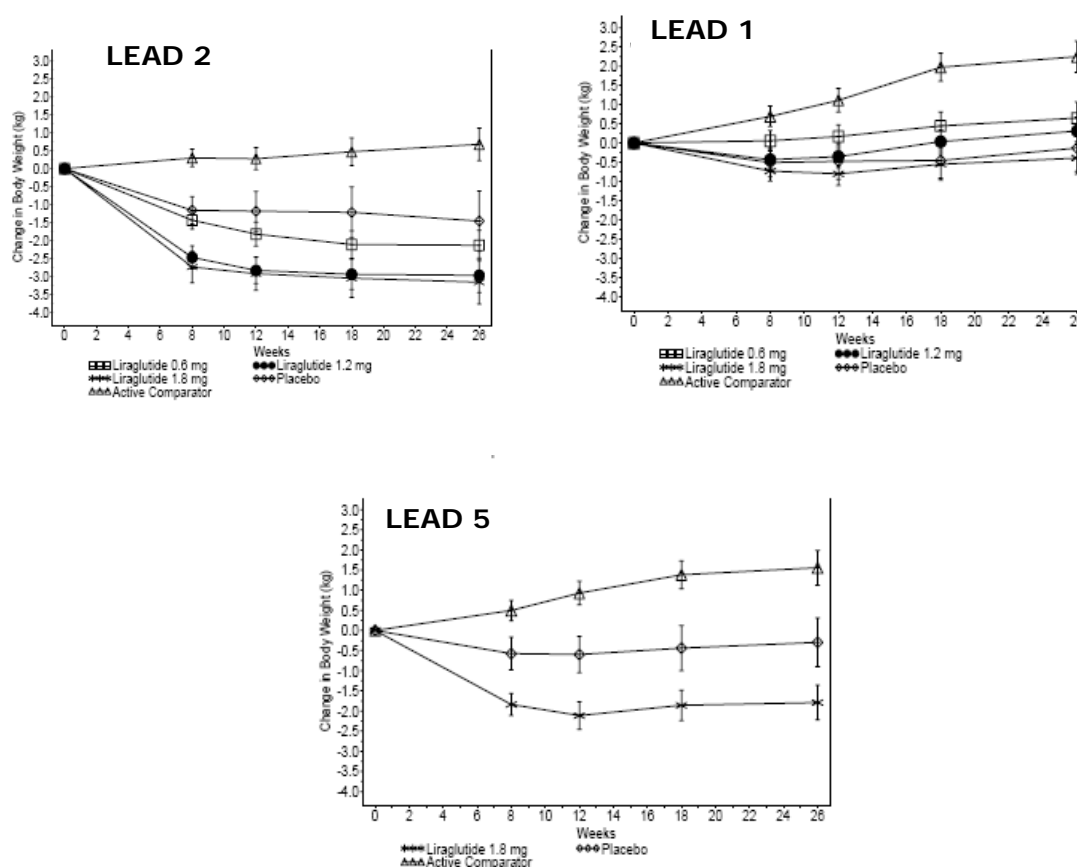 LEAD 2
Change in Body Weight (kg)
3.0
2.5
2.0
1.5
1.0
0.5
0.0
-0.5
-1.0
-1.5
-2.0
-2.5
-3.0
-3.5
-4.0
0 2 4 6 8 10 12 14 16 18 20 22 24 26
Weeks
Liraglutide 0.6 mg Liraglutide 1.2 mg
Liraglutide 1.8 mg Placebo
Active Comparator
LEAD 1
Change in Body Weight (kg)
3.0
2.5
2.0
1.5
1.0
0.5
0.0
-0.5
-1.0
-1.5
-2.0
-2.5
-3.0
-3.5
-4.0
0 2 4 6 8 10 12 14 16 18 20 22 24
Weeks
Liraglutide 0.6 mg Liraglutide 1.2 mg
Liraglutide 1.8 mg Placebo
Active Comparator
LEAD 5
Change in Body Weight (kg)
3.0
2.5
2.0
1.5
1.0
0.5
0.0
-0.5
-1.0
-1.5
-2.0
-2.5
-3.0
-3.5
-4.0
0 2 4 6 8 10 12 14 16 18 20 22 24 26
Weeks
Liraglutide 1.8 mg Placebo
Active Comparator